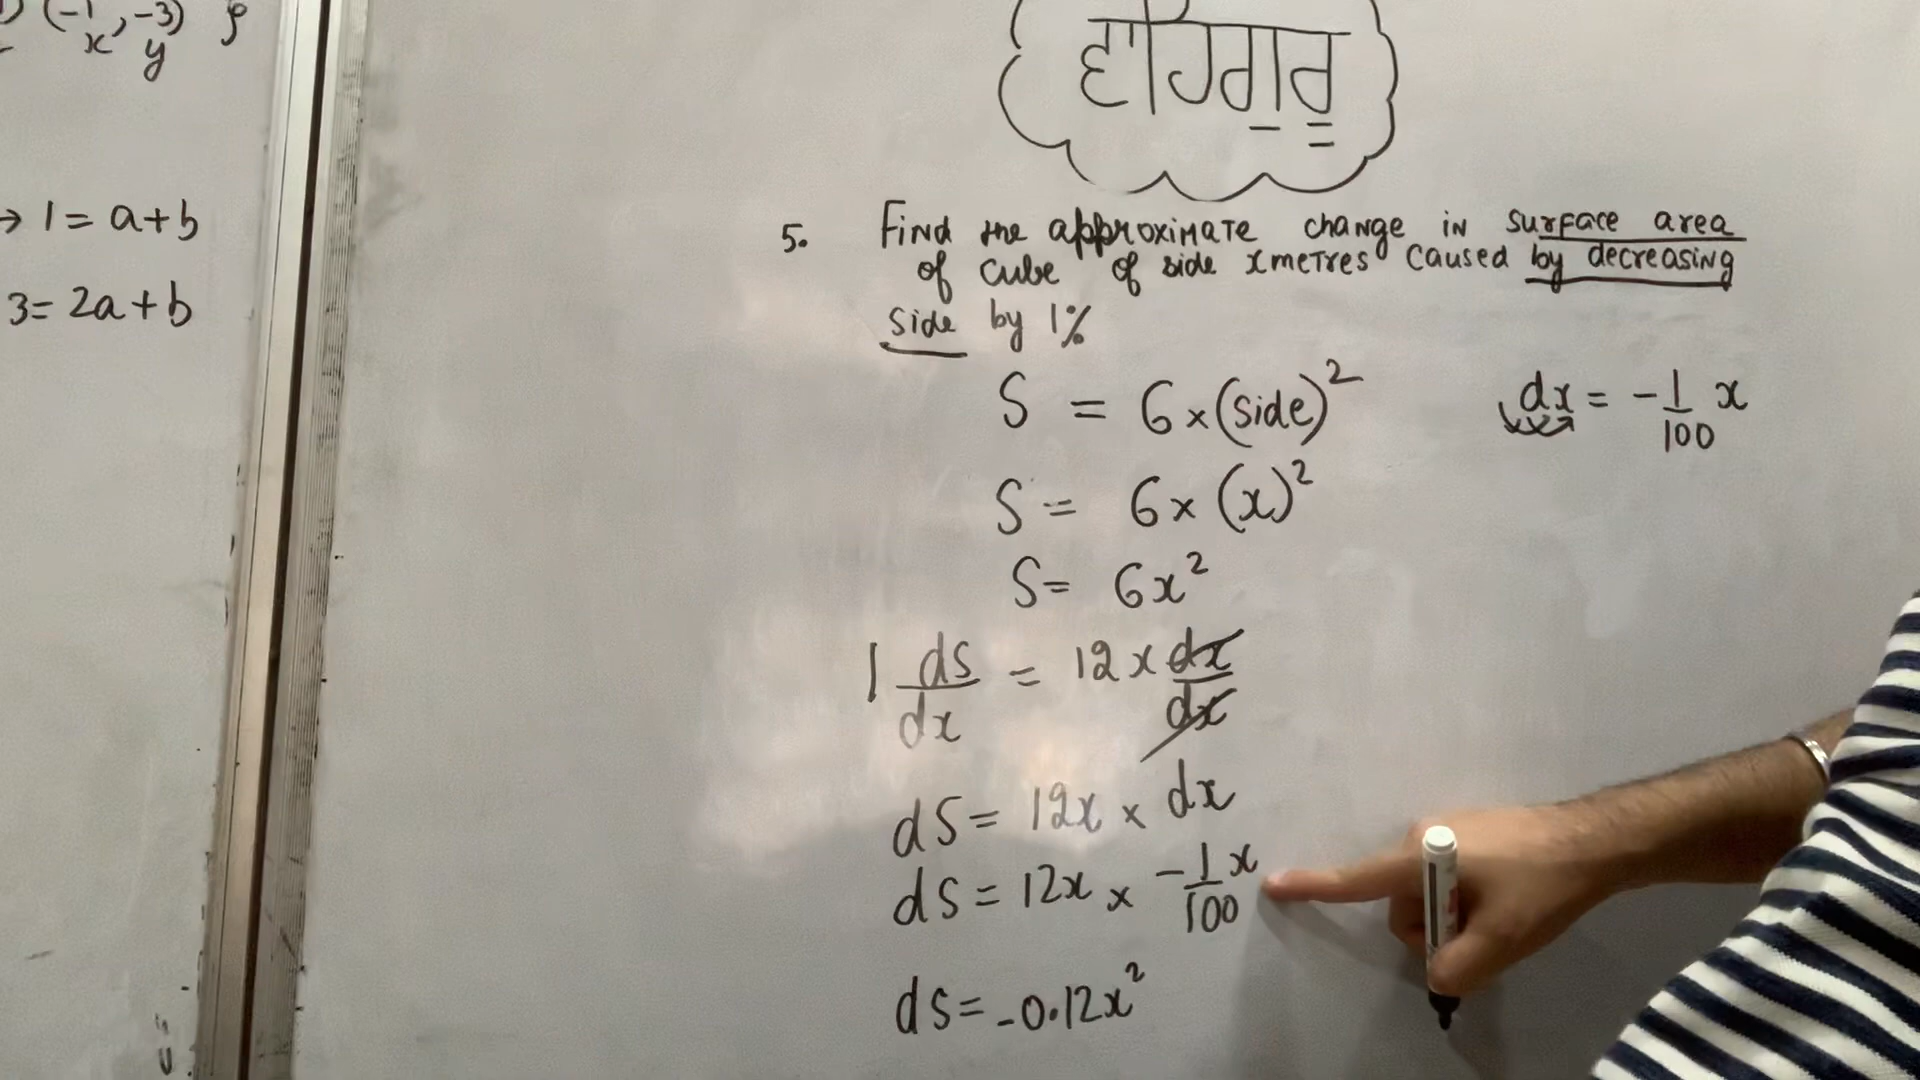 (-1, -3)
x y
→ 1 = a+b
3 = 2a + b
ਵਾਹਿਗੁਰੂ
5. Find the approximate change in surface area
of cube of side x metres caused by decreasing
side by 1%
S = 6 × (side)²
dx = -1/100 x
S = 6 × (x)²
S = 6x²
1 dS/dx = 12x dx/dx
dS = 12x × dx
dS = 12x × -1/100 x
dS = -0.12x²